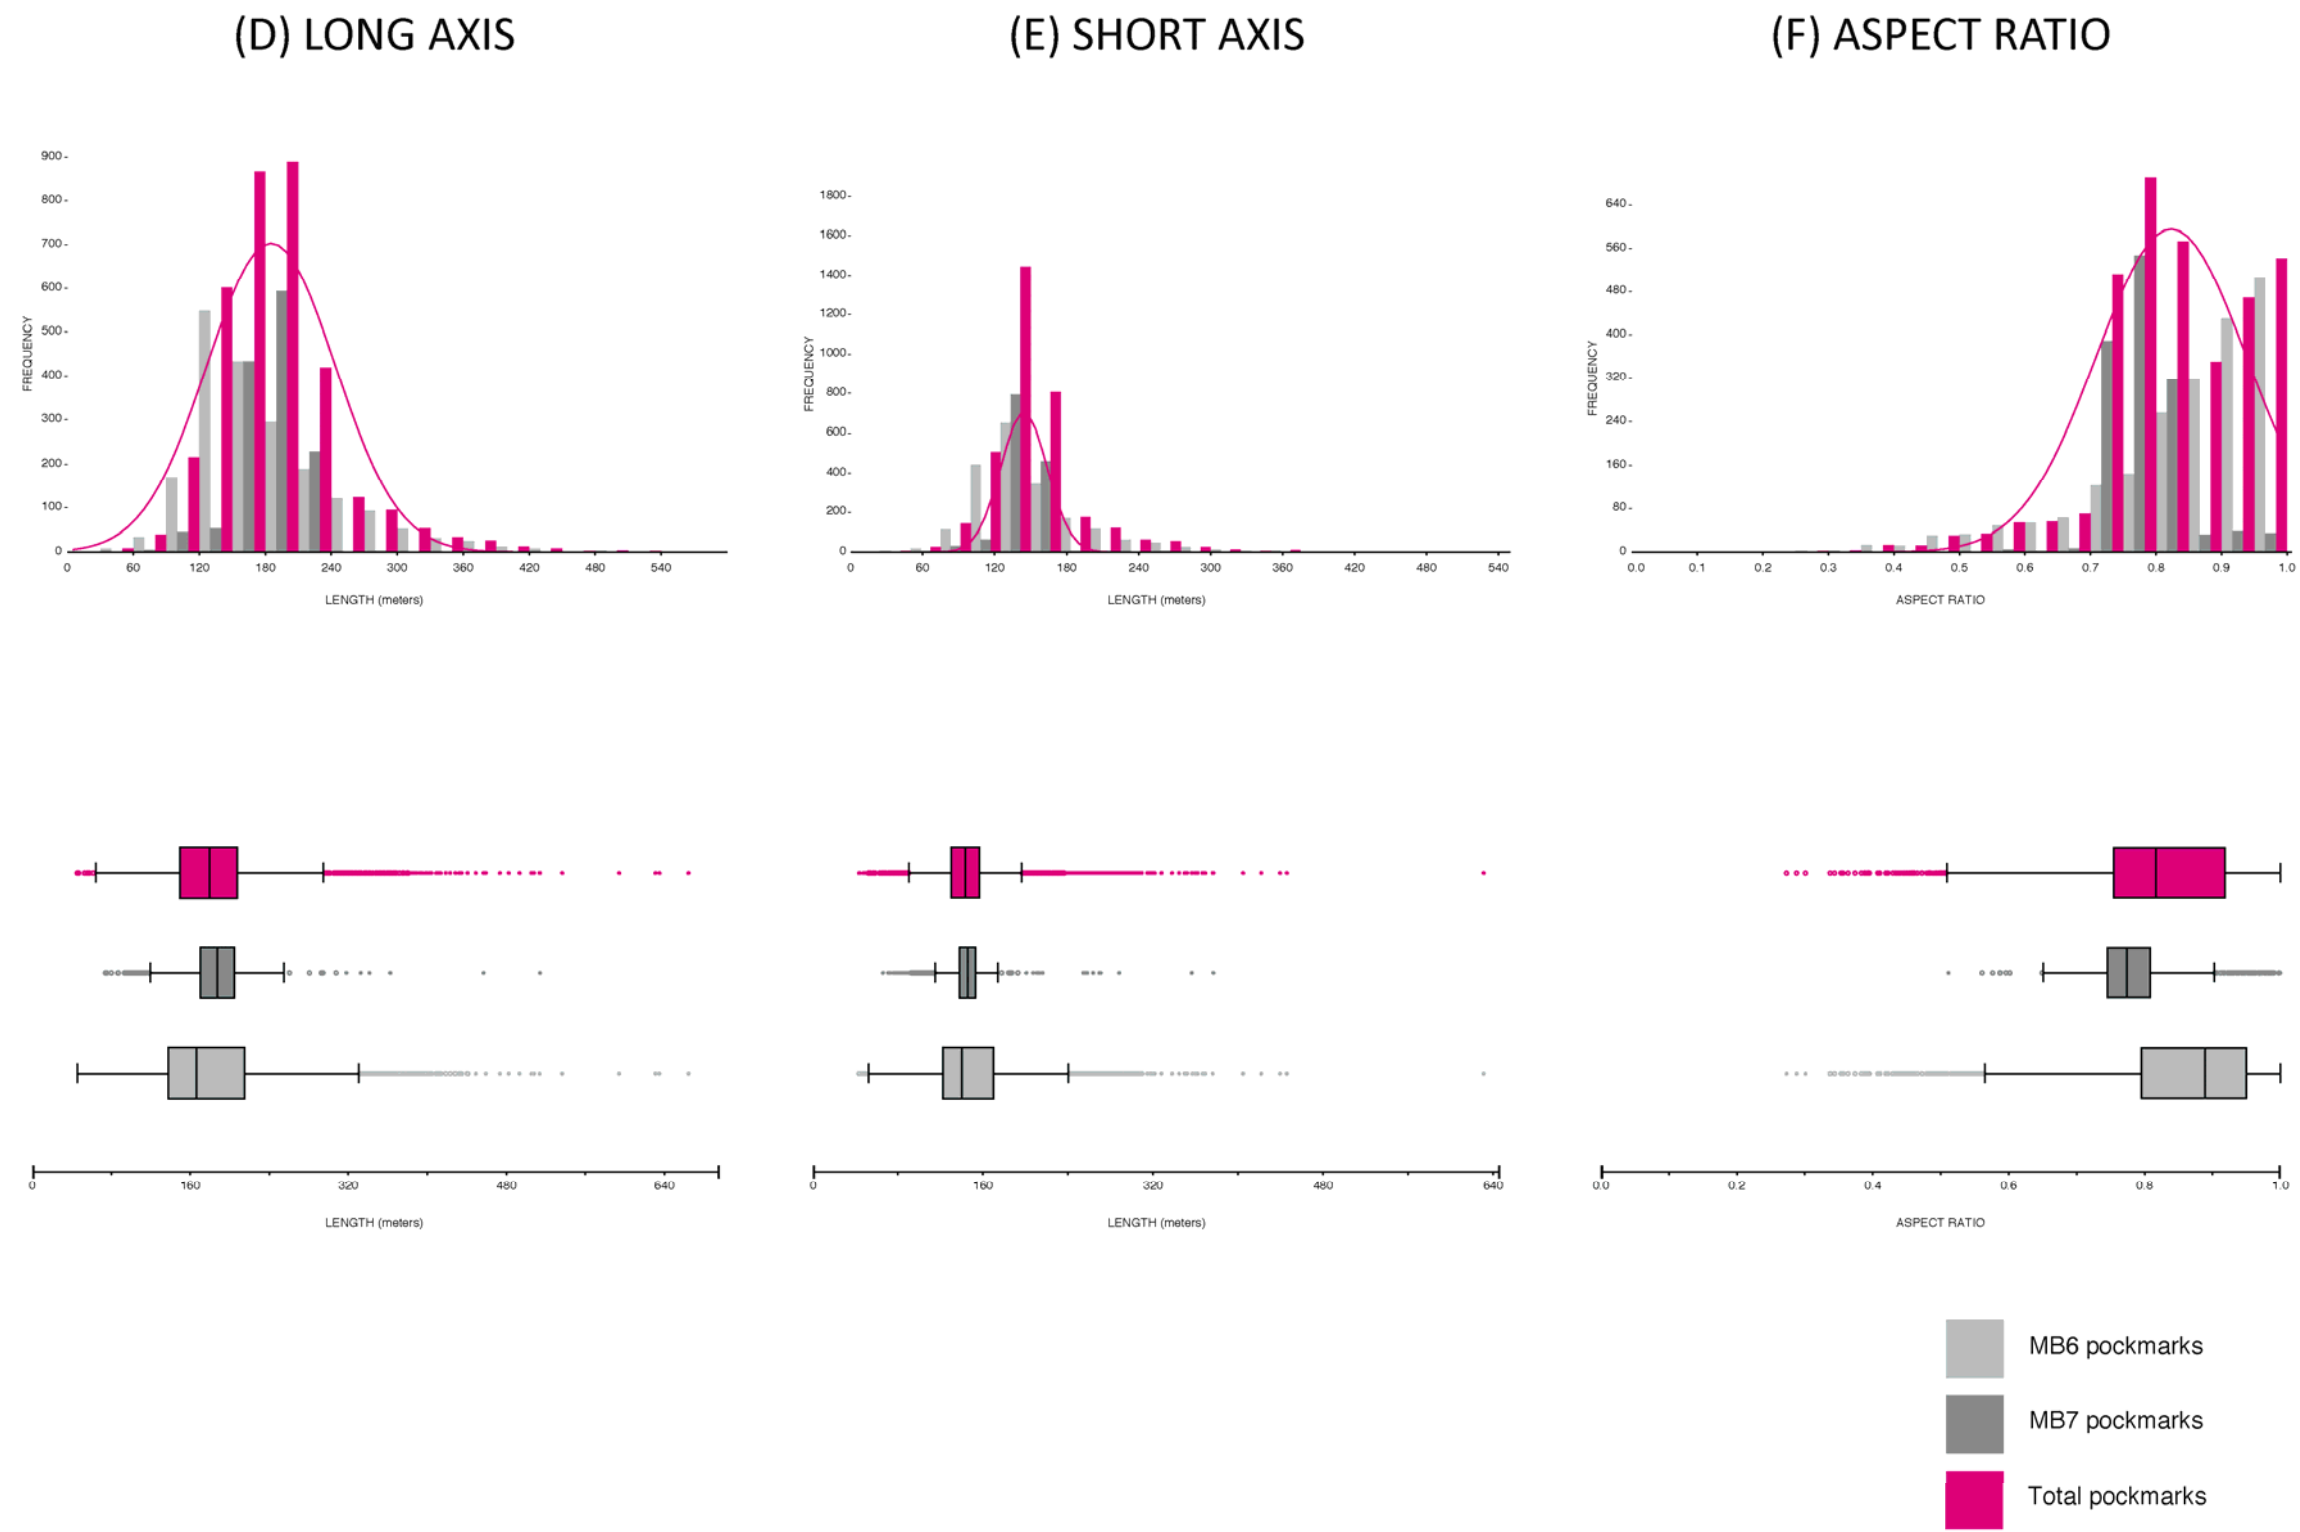 (D) LONG AXIS
(E) SHORT AXIS
(F) ASPECT RATIO
900
800
700
600
500
400
300
200
100
0
FREQUENCY
0 60 120 180 240 300 360 420 480 540
LENGTH (meters)
1800
1600
1400
1200
1000
800
600
400
200
0
FREQUENCY
0 60 120 180 240 300 360 420 480 540
LENGTH (meters)
640
560
480
400
320
240
160
80
0
FREQUENCY
0.0 0.1 0.2 0.3 0.4 0.5 0.6 0.7 0.8 0.9 1.0
ASPECT RATIO
0 160 320 480 640
LENGTH (meters)
0 160 320 480 640
LENGTH (meters)
0.0 0.2 0.4 0.6 0.8 1.0
ASPECT RATIO
MB6 pockmarks
MB7 pockmarks
Total pockmarks